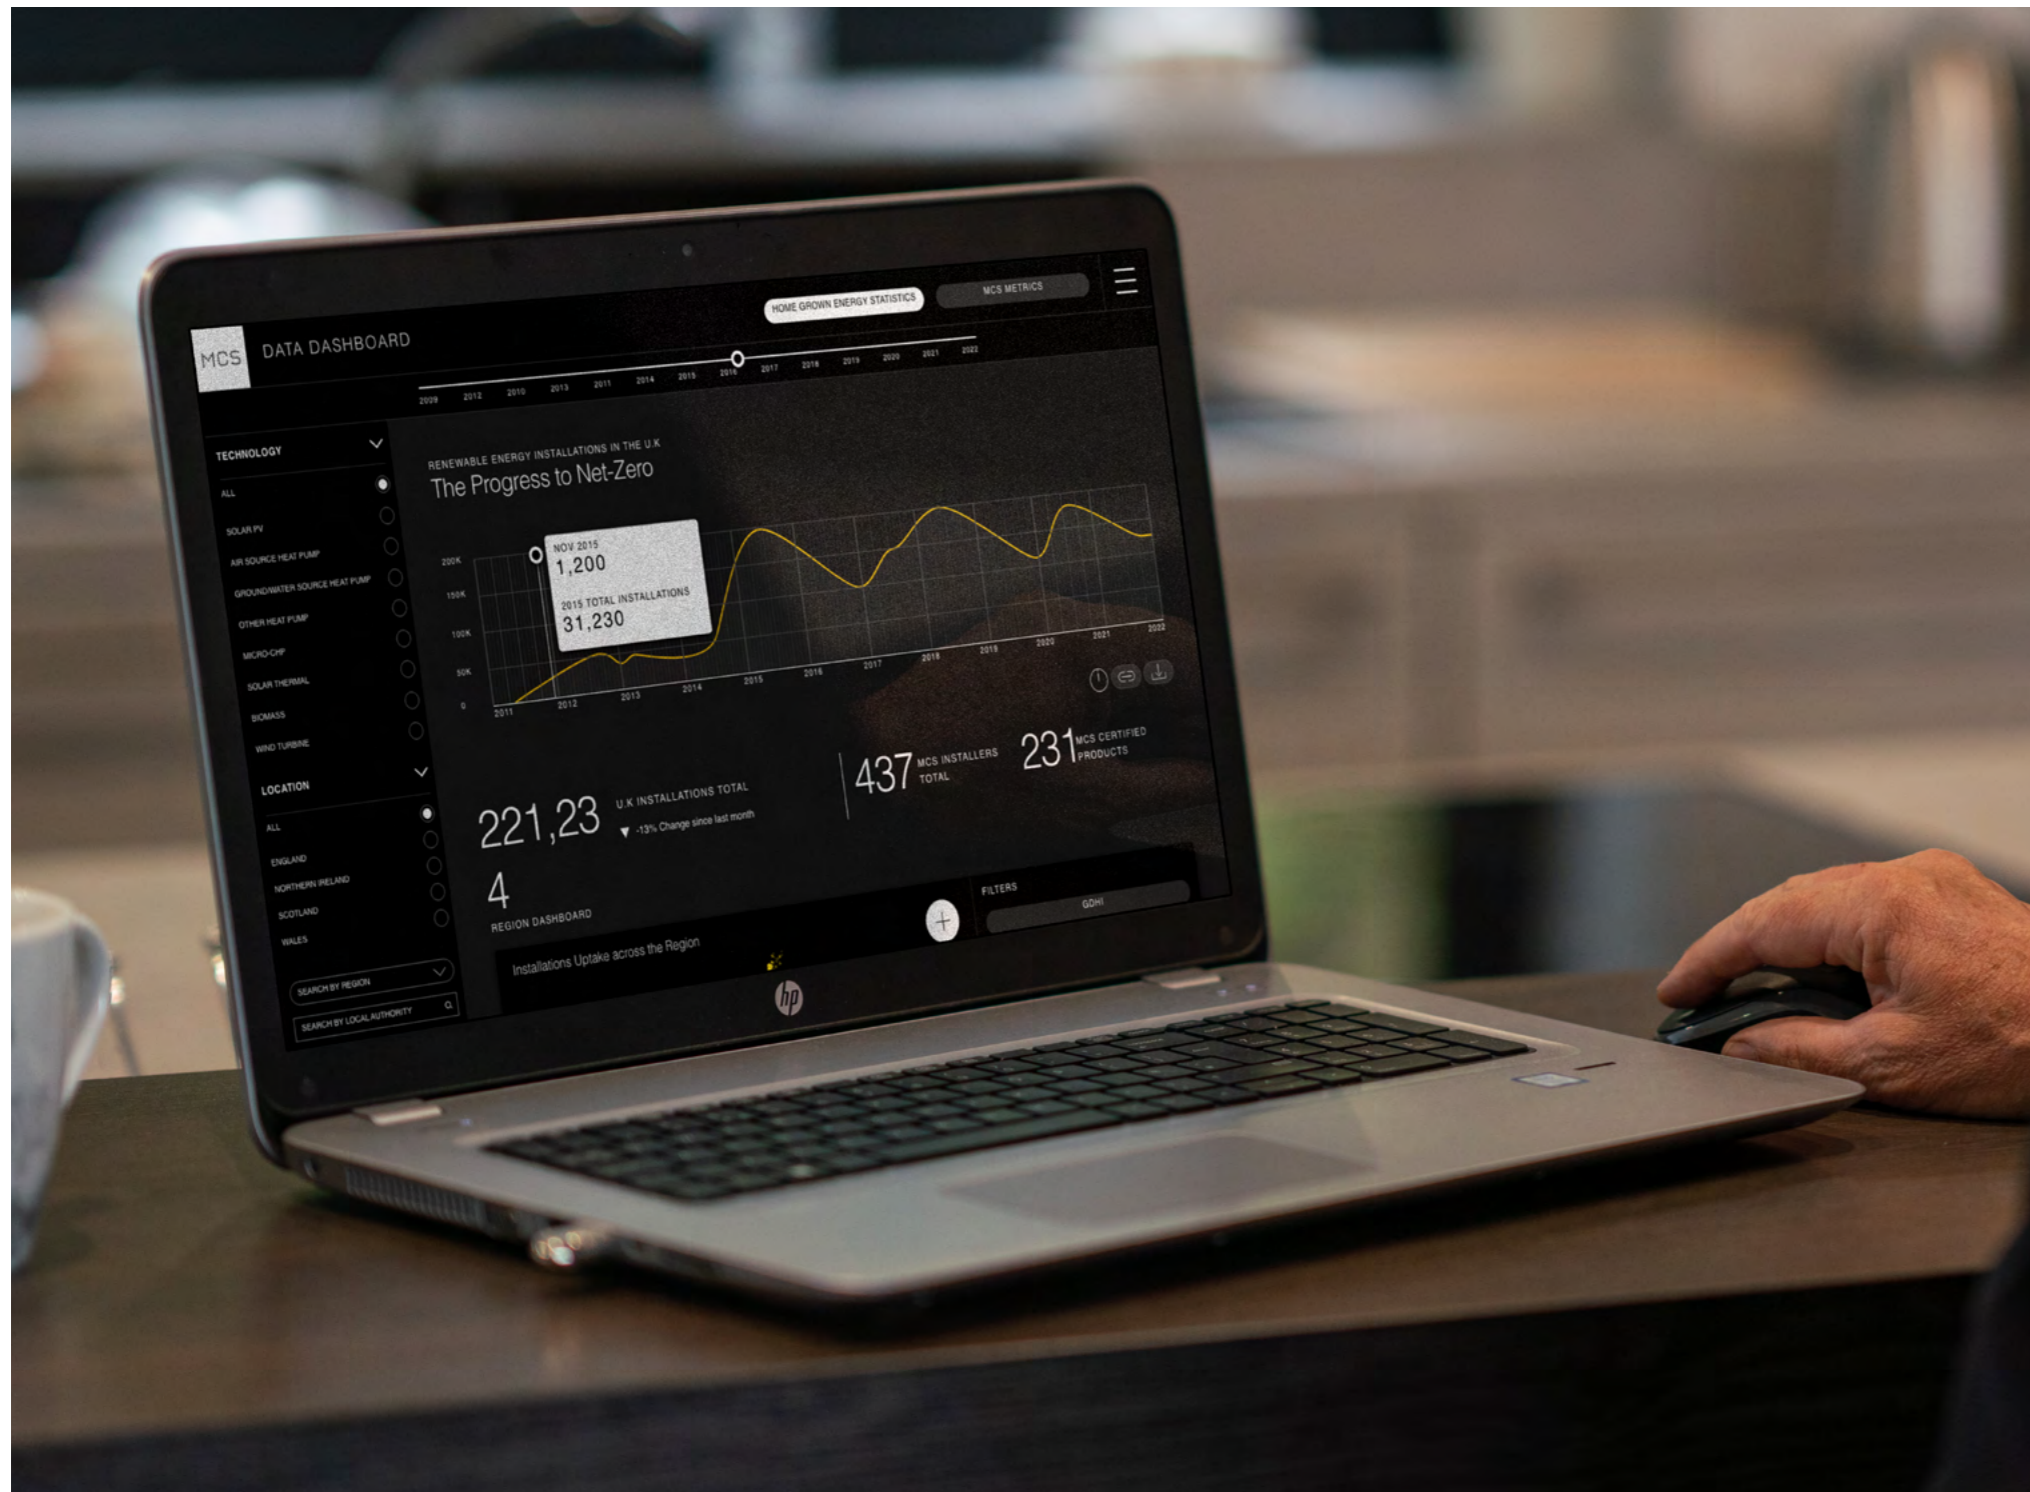 MCS
DATA DASHBOARD
HOME GROWN ENERGY STATISTICS
MCS METRICS
2009 2012 2010 2013 2011 2014 2015 2016 2017 2018 2019 2020 2021 2022
TECHNOLOGY
ALL
SOLAR PV
AIR SOURCE HEAT PUMP
GROUND/WATER SOURCE HEAT PUMP
OTHER HEAT PUMP
MICRO-CHP
SOLAR THERMAL
BIOMASS
WIND TURBINE
LOCATION
ALL
ENGLAND
NORTHERN IRELAND
SCOTLAND
WALES
SEARCH BY REGION
SEARCH BY LOCAL AUTHORITY
RENEWABLE ENERGY INSTALLATIONS IN THE U.K
The Progress to Net-Zero
200K
150K
100K
50K
0
NOV 2015
1,200
2015 TOTAL INSTALLATIONS
31,230
2011 2012 2013 2014 2015 2016 2017 2018 2019 2020 2021 2022
221,23
4
U.K INSTALLATIONS TOTAL
▼ -13% Change since last month
437 MCS INSTALLERS
TOTAL
231 MCS CERTIFIED
PRODUCTS
REGION DASHBOARD
Installations Uptake across the Region
+
FILTERS
GDHI
hp